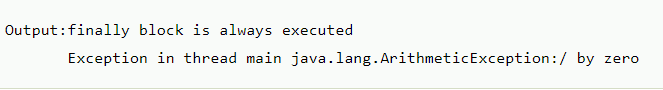 Output:finally block is always executed
Exception in thread main java.lang.ArithmeticException:/ by zero